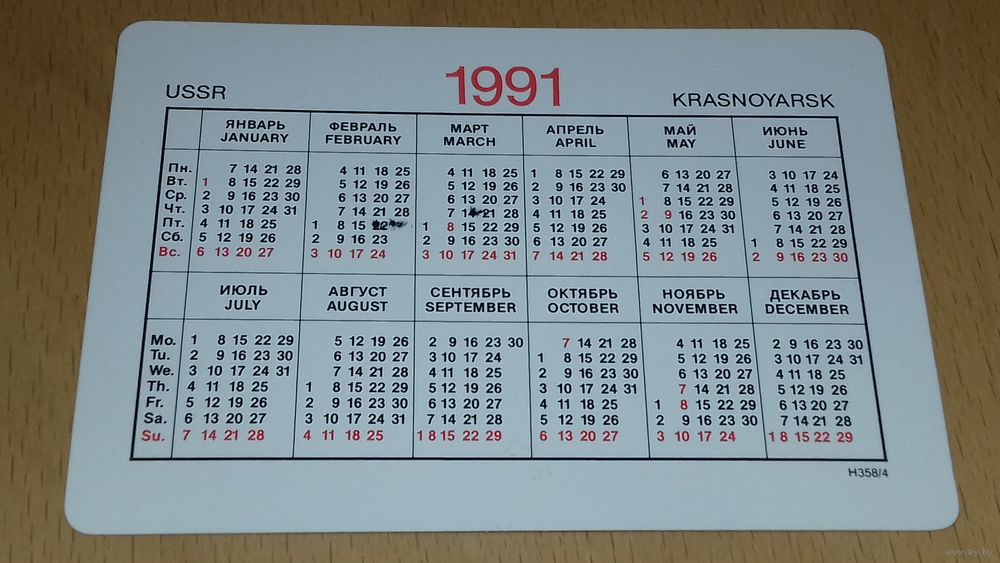 1991
USSR KRASNOYARSK
ЯНВАРЬ ФЕВРАЛЬ МАРТ АПРЕЛЬ МАЙ ИЮНЬ
JANUARY FEBRUARY MARCH APRIL MAY JUNE
Пн. 7 14 21 28 4 11 18 25 4 11 18 25 1 8 15 22 29 6 13 20 27 3 10 17 24
Вт. 1 8 15 22 29 5 12 19 26 5 12 19 26 2 9 16 23 30 7 14 21 28 4 11 18 25
Ср. 2 9 16 23 30 6 13 20 27 6 13 20 27 3 10 17 24 1 8 15 22 29 5 12 19 26
Чт. 3 10 17 24 31 7 14 21 28 7 14 21 28 4 11 18 25 2 9 16 23 30 6 13 20 27
Пт. 4 11 18 25 1 8 15 22 1 8 15 22 29 5 12 19 26 3 10 17 24 31 7 14 21 28
Сб. 5 12 19 26 2 9 16 23 2 9 16 23 30 6 13 20 27 4 11 18 25 1 8 15 22 29
Вс. 6 13 20 27 3 10 17 24 3 10 17 24 31 7 14 21 28 5 12 19 26 2 9 16 23 30
ИЮЛЬ АВГУСТ СЕНТЯБРЬ ОКТЯБРЬ НОЯБРЬ ДЕКАБРЬ
JULY AUGUST SEPTEMBER OCTOBER NOVEMBER DECEMBER
Mo. 1 8 15 22 29 5 12 19 26 2 9 16 23 30 7 14 21 28 4 11 18 25 2 9 16 23 30
Tu. 2 9 16 23 30 6 13 20 27 3 10 17 24 1 8 15 22 29 5 12 19 26 3 10 17 24 31
We. 3 10 17 24 31 7 14 21 28 4 11 18 25 2 9 16 23 30 6 13 20 27 4 11 18 25
Th. 4 11 18 25 1 8 15 22 29 5 12 19 26 3 10 17 24 31 7 14 21 28 5 12 19 26
Fr. 5 12 19 26 2 9 16 23 30 6 13 20 27 4 11 18 25 1 8 15 22 29 6 13 20 27
Sa. 6 13 20 27 3 10 17 24 31 7 14 21 28 5 12 19 26 2 9 16 23 30 7 14 21 28
Su. 7 14 21 28 4 11 18 25 1 8 15 22 29 6 13 20 27 3 10 17 24 1 8 15 22 29
H358/4
www.ay.by